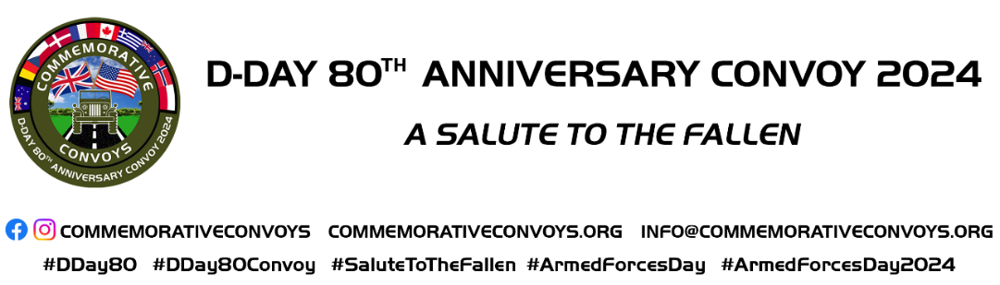 COMMEMORATIVE
CONVOYS
D-DAY 80TH ANNIVERSARY CONVOY 2024
D-DAY 80TH ANNIVERSARY CONVOY 2024
A SALUTE TO THE FALLEN
COMMEMORATIVECONVOYS COMMEMORATIVECONVOYS.ORG INFO@COMMEMORATIVECONVOYS.ORG
#DDay80 #DDay80Convoy #SaluteToTheFallen #ArmedForcesDay #ArmedForcesDay2024